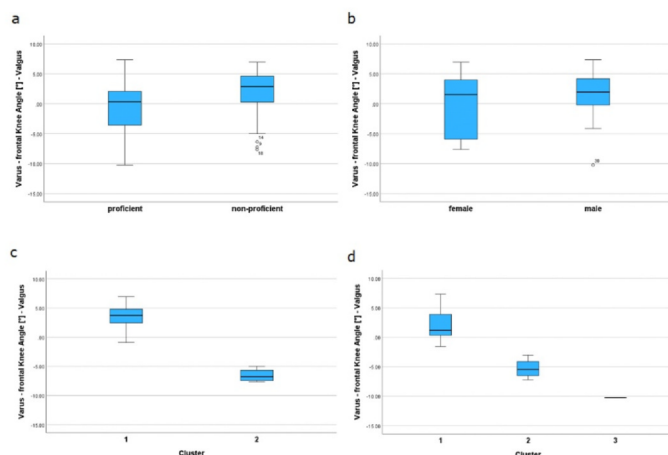 a
Varus - frontal Knee Angle [°] - Valgus
10.00
5.00
.00
-5.00
-10.00
-15.00
14
proficient
non-proficient
b
Varus - frontal Knee Angle [°] - Valgus
10.00
5.00
.00
-5.00
-10.00
-15.00
female
male
c
Varus - frontal Knee Angle [°] - Valgus
10.00
5.00
.00
-5.00
-10.00
-15.00
1
2
Cluster
d
Varus - frontal Knee Angle [°] - Valgus
10.00
5.00
.00
-5.00
-10.00
-15.00
1
2
3
Cluster